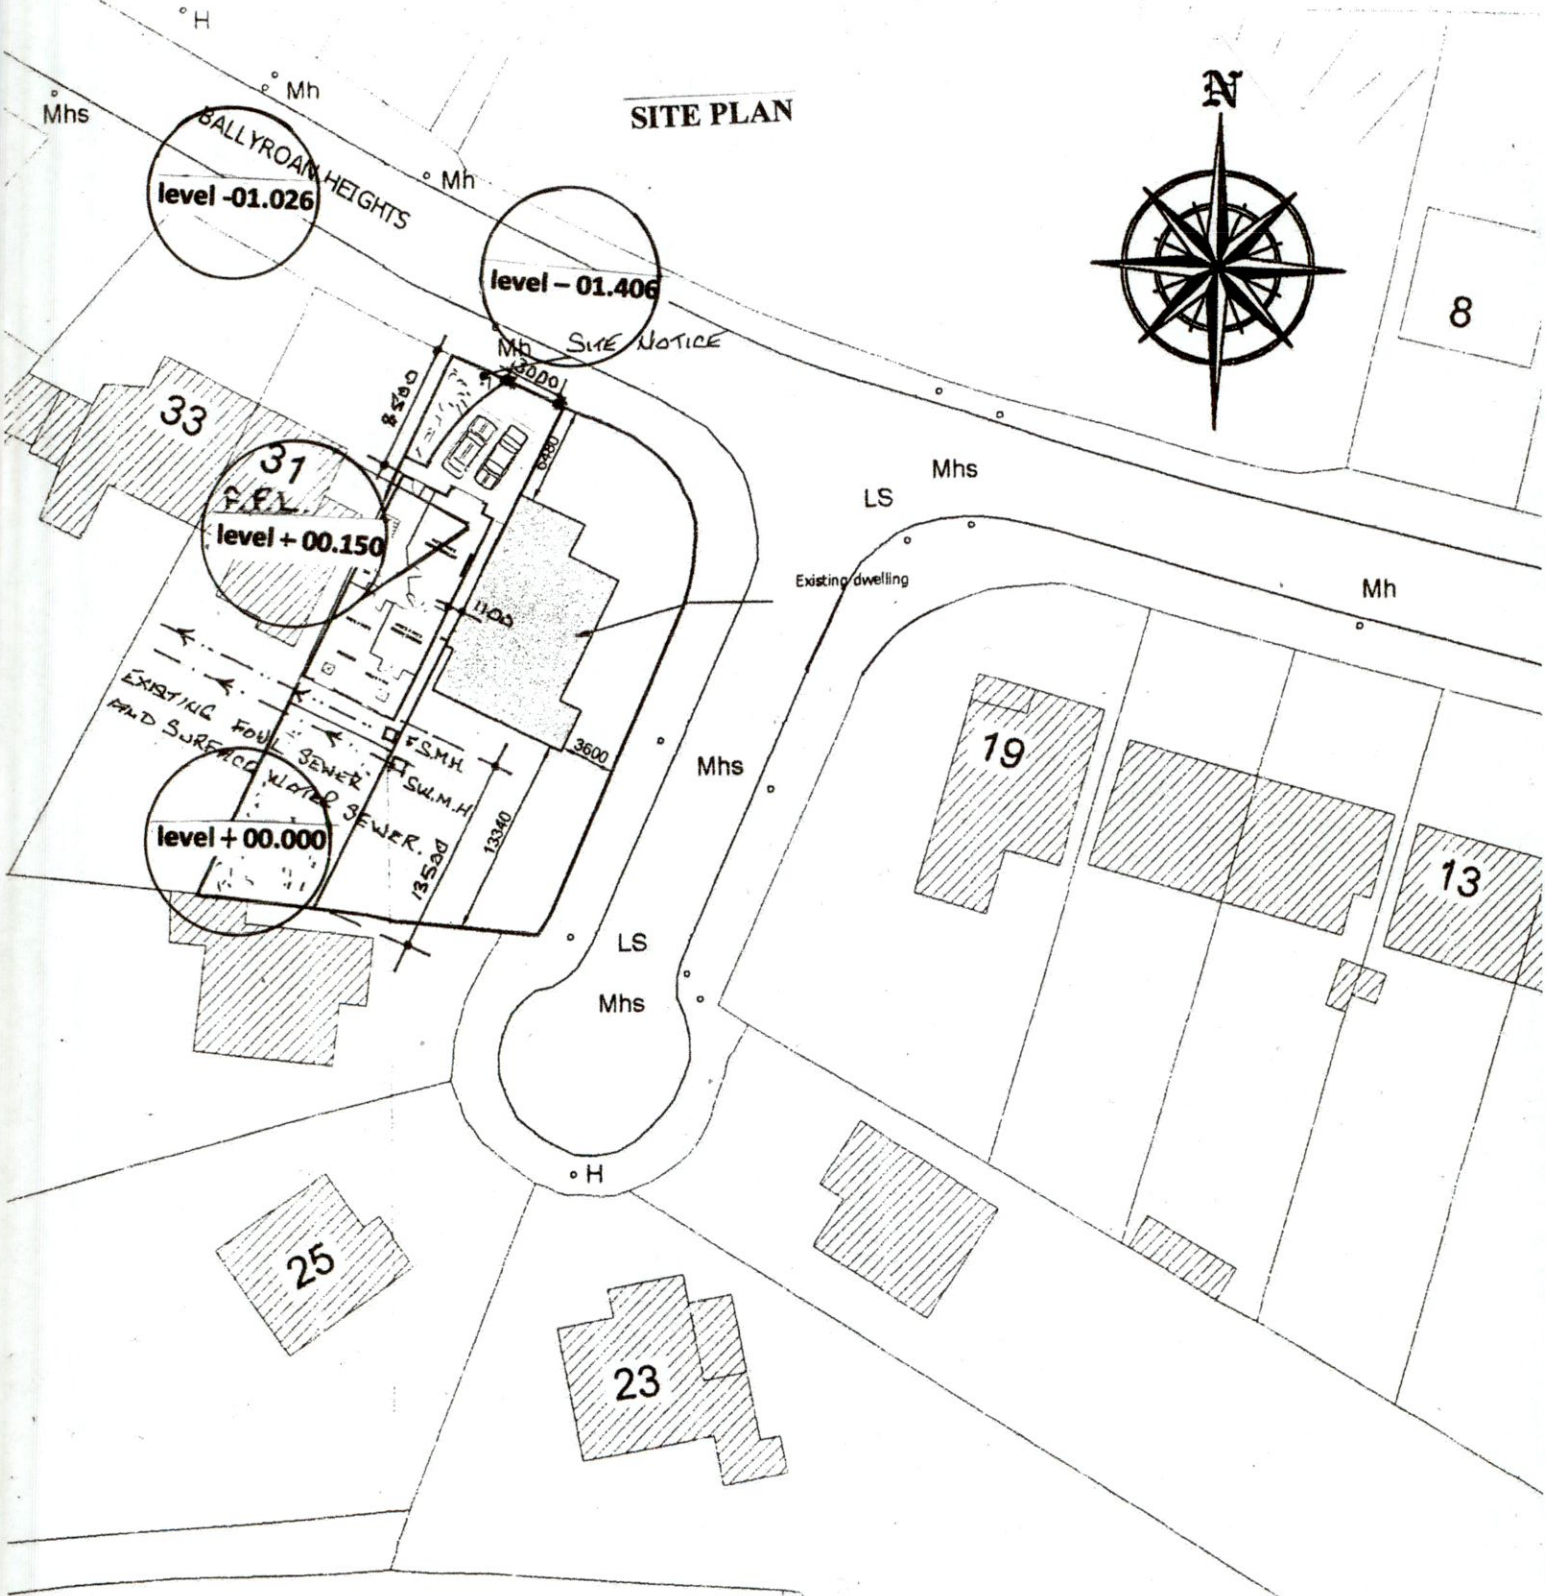 H
Mh
Mhs
SITE PLAN
N
BALLYROAN HEIGHTS
Mh
level -01.026
level – 01.406
8
Mh
SITE NOTICE
3000
8500
33
6480
31
F.F.L.
level + 00.150
Mhs
LS
Existing dwelling
Mh
1100
EXISTING FOUL SEWER
AND SURFACE WATER SEWER.
F.S.M.H.
S.W.M.H
3600
Mhs
19
level + 00.000
13340
13500
13
LS
Mhs
H
25
23